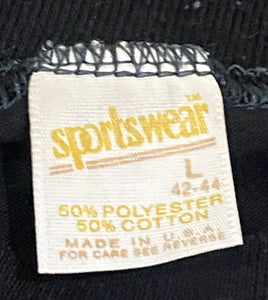 sportswear™
L
42-44
50% POLYESTER
50% COTTON
MADE IN U.S.A
FOR CARE SEE REVERSE